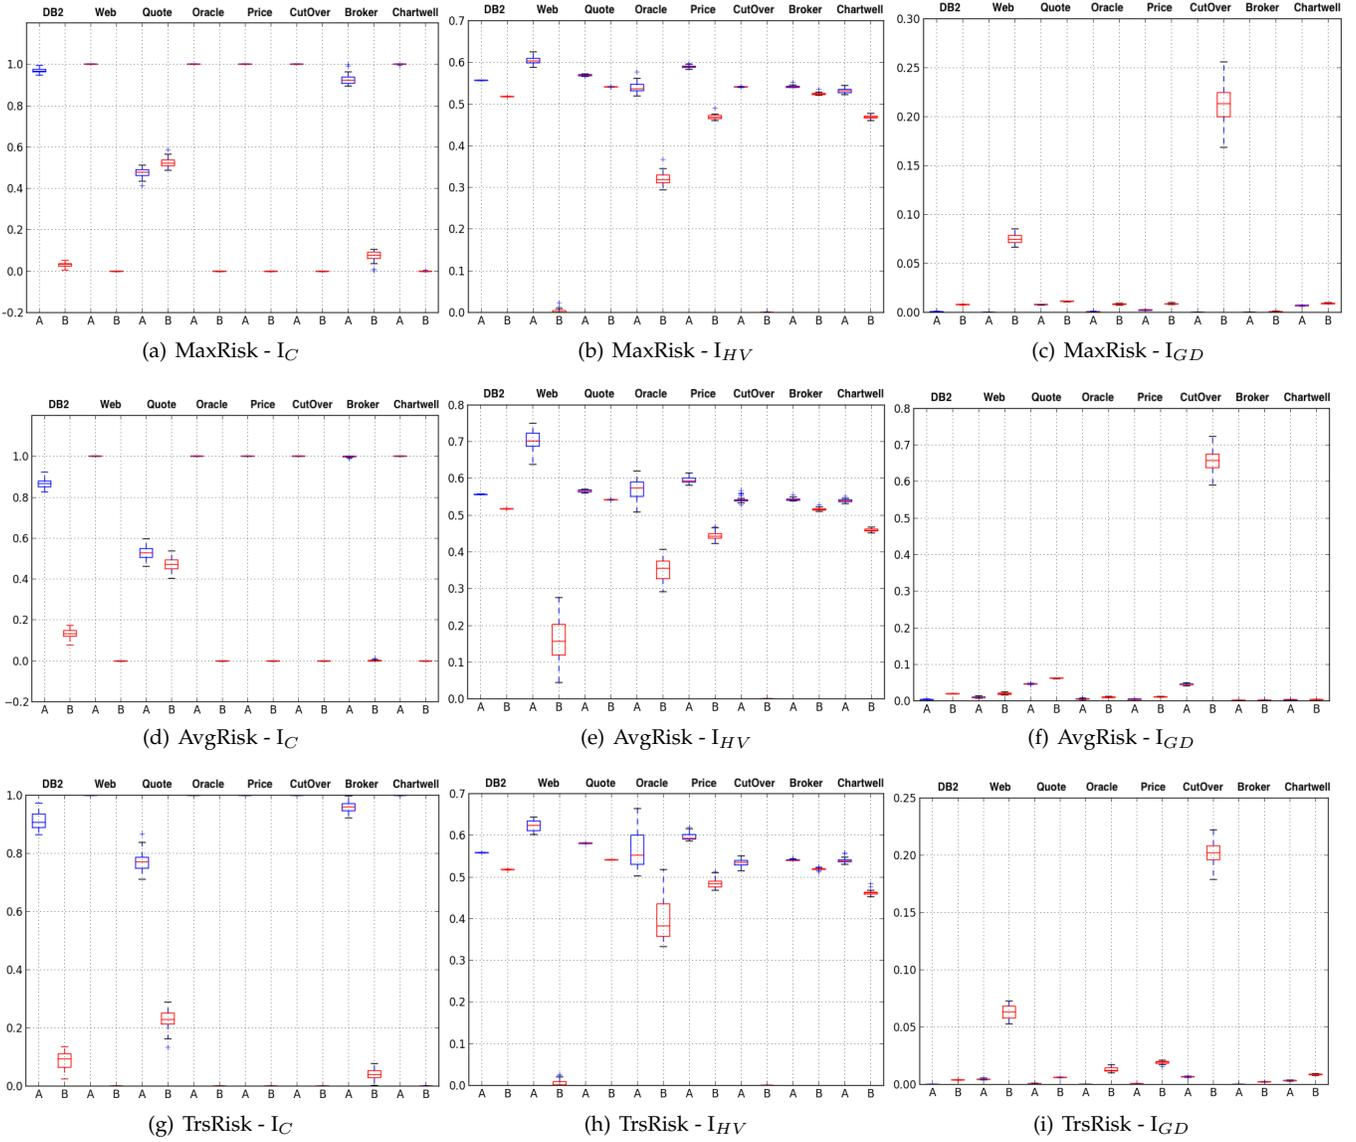 DB2 Web Quote Oracle Price CutOver Broker Chartwell
1.0
0.8
0.6
0.4
0.2
0.0
-0.2
A B A B A B A B A B A B A B A B
(a) MaxRisk - I_C
DB2 Web Quote Oracle Price CutOver Broker Chartwell
0.7
0.6
0.5
0.4
0.3
0.2
0.1
0.0
A B A B A B A B A B A B A B A B
(b) MaxRisk - I_HV
DB2 Web Quote Oracle Price CutOver Broker Chartwell
0.30
0.25
0.20
0.15
0.10
0.05
0.00
A B A B A B A B A B A B A B A B
(c) MaxRisk - I_GD
DB2 Web Quote Oracle Price CutOver Broker Chartwell
1.0
0.8
0.6
0.4
0.2
0.0
−0.2
A B A B A B A B A B A B A B A B
(d) AvgRisk - I_C
DB2 Web Quote Oracle Price CutOver Broker Chartwell
0.8
0.7
0.6
0.5
0.4
0.3
0.2
0.1
0.0
A B A B A B A B A B A B A B A B
(e) AvgRisk - I_HV
DB2 Web Quote Oracle Price CutOver Broker Chartwell
0.8
0.7
0.6
0.5
0.4
0.3
0.2
0.1
0.0
A B A B A B A B A B A B A B A B
(f) AvgRisk - I_GD
DB2 Web Quote Oracle Price CutOver Broker Chartwell
1.0
0.8
0.6
0.4
0.2
0.0
A B A B A B A B A B A B A B A B
(g) TrsRisk - I_C
DB2 Web Quote Oracle Price CutOver Broker Chartwell
0.7
0.6
0.5
0.4
0.3
0.2
0.1
0.0
A B A B A B A B A B A B A B A B
(h) TrsRisk - I_HV
DB2 Web Quote Oracle Price CutOver Broker Chartwell
0.25
0.20
0.15
0.10
0.05
0.00
A B A B A B A B A B A B A B A B
(i) TrsRisk - I_GD